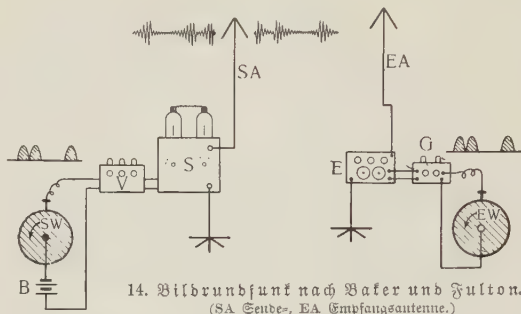 SA
EA
V
S
E
G
SW
EW
B
14. Bildrundfunk nach Baker und Fulton.
(SA Sende-, EA Empfangsantenne.)